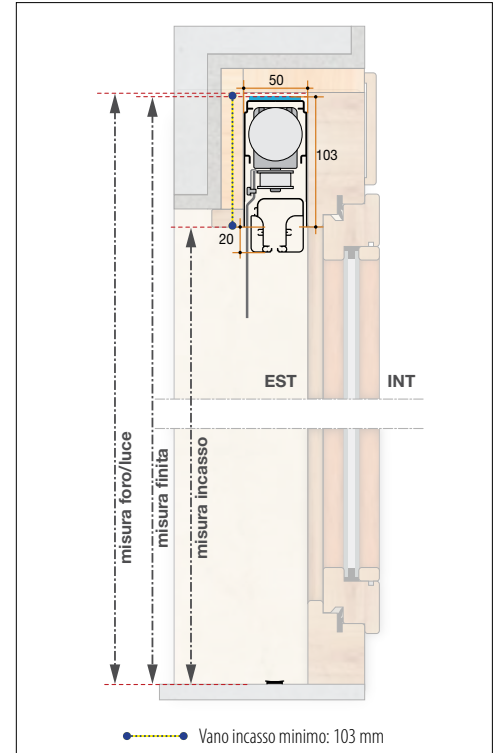 50
103
20
EST
INT
misura foro/luce
misura finita
misura incasso
Vano incasso minimo: 103 mm